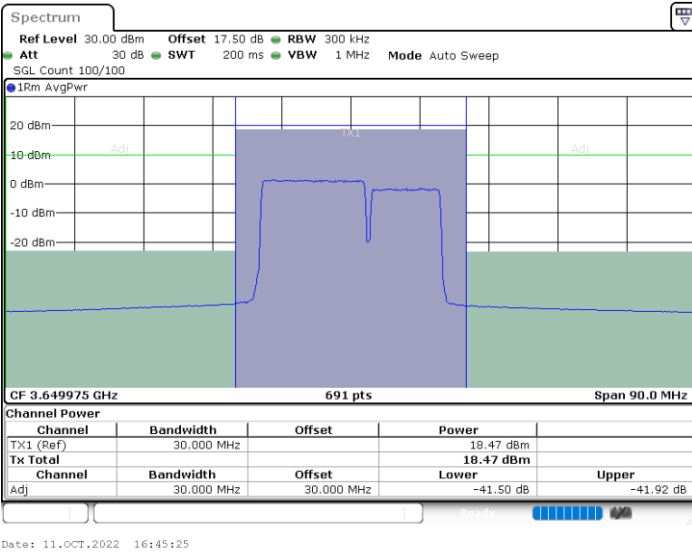 Spectrum
Ref Level 30.00 dBm Offset 17.50 dB RBW 300 kHz
Att 30 dB SWT 200 ms VBW 1 MHz Mode Auto Sweep
SGL Count 100/100
1Rm AvgPwr
20 dBm
TX1
10 dBm
Adj
Adj
0 dBm
-10 dBm
-20 dBm
CF 3.649975 GHz 691 pts Span 90.0 MHz
Channel Power
Channel Bandwidth Offset Power
TX1 (Ref) 30.000 MHz 18.47 dBm
Tx Total 18.47 dBm
Channel Bandwidth Offset Lower Upper
Adj 30.000 MHz 30.000 MHz -41.50 dB -41.92 dB
Ready
Date: 11.OCT.2022 16:45:25